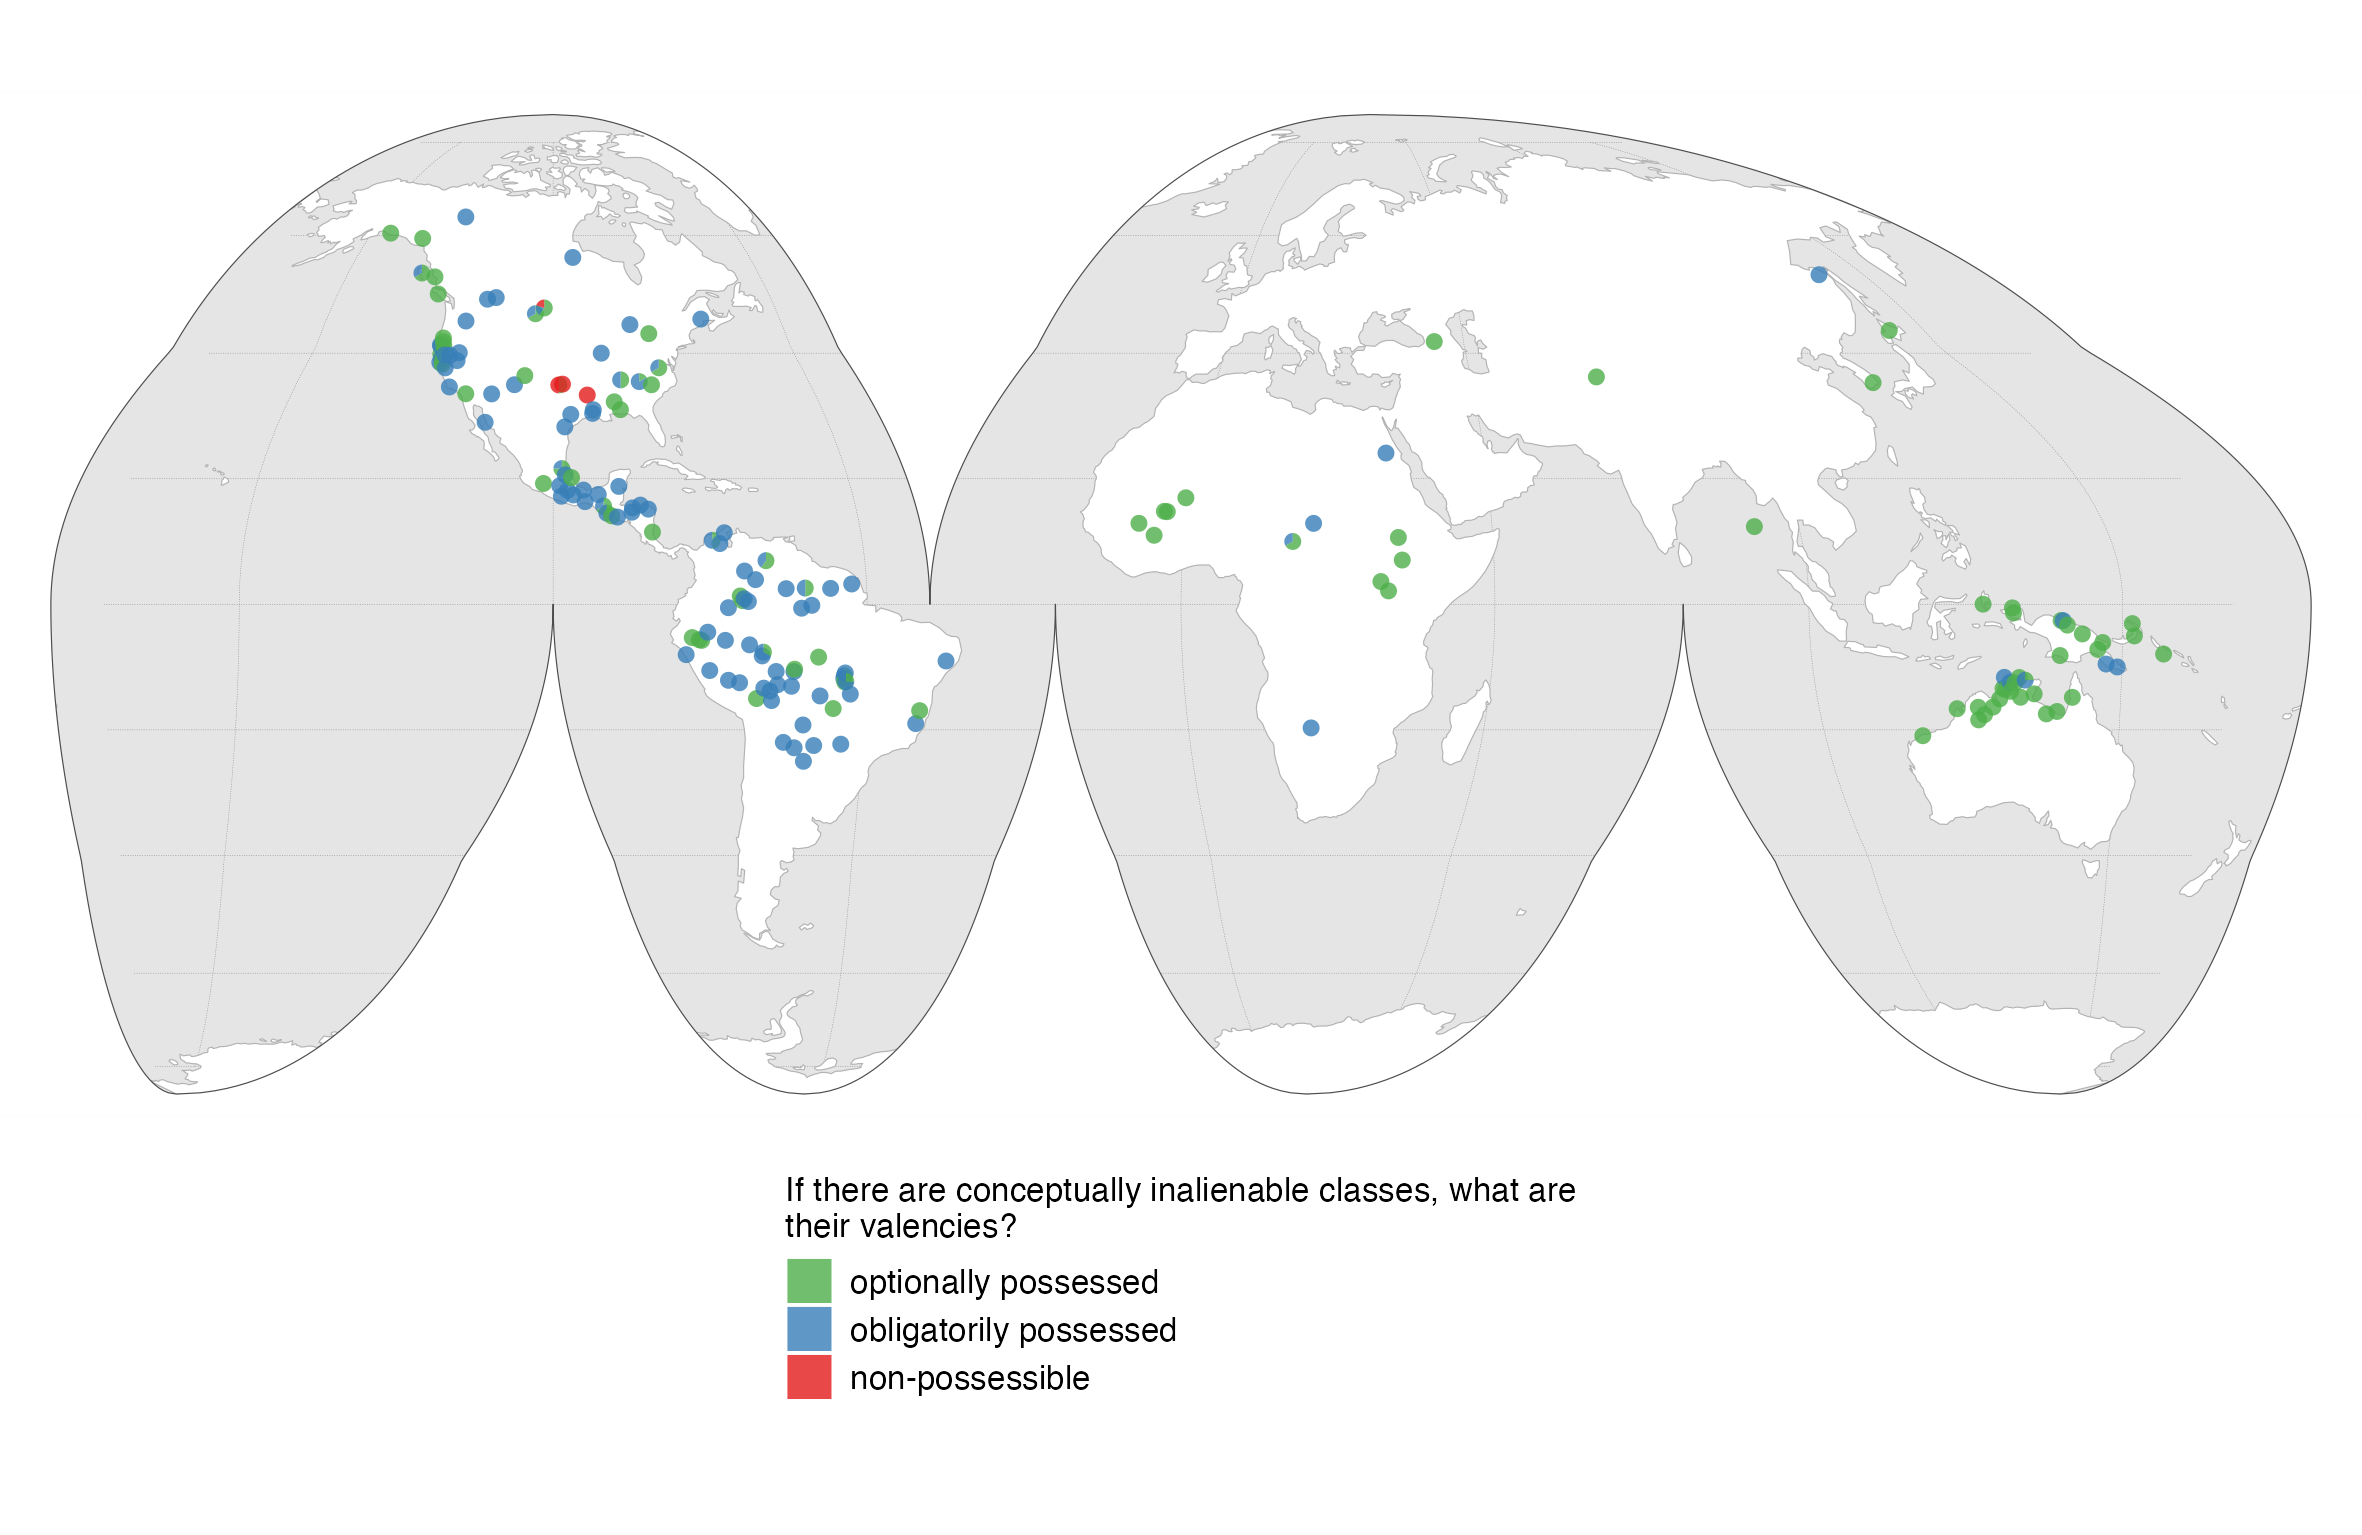 If there are conceptually inalienable classes, what are
their valencies?
optionally possessed
obligatorily possessed
non-possessible